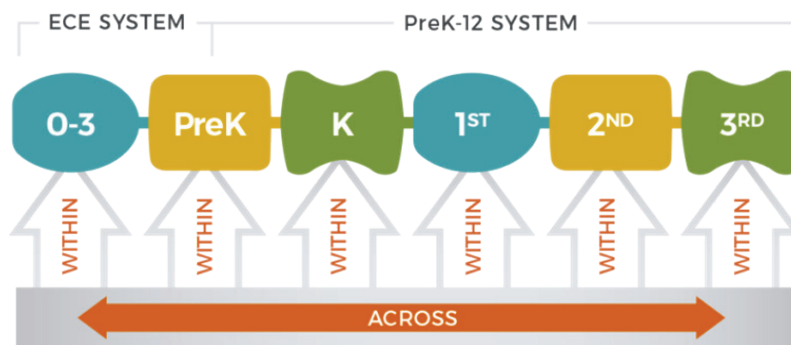 ECE SYSTEM
PreK-12 SYSTEM
0-3
PreK
K
1ST
2ND
3RD
WITHIN
WITHIN
WITHIN
WITHIN
WITHIN
WITHIN
ACROSS